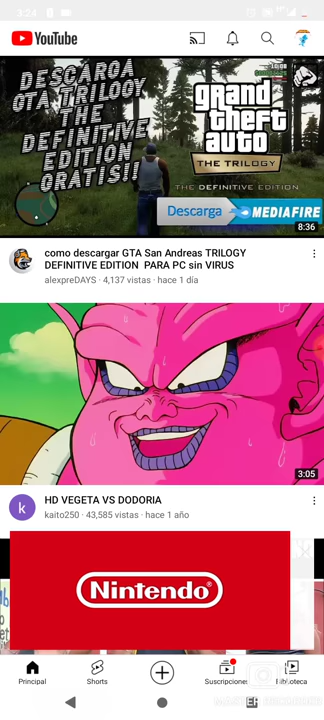 3:24
YouTube
DESCARGA
GTA TRILOGY
THE
DEFINITIVE
EDITION
GRATIS!!
grand
theft
auto
THE TRILOGY
THE DEFINITIVE EDITION
Descarga
MEDIAFIRE
8:36
como descargar GTA San Andreas TRILOGY
DEFINITIVE EDITION PARA PC sin VIRUS
alexpreDAYS · 4,137 vistas · hace 1 día
3:05
k
HD VEGETA VS DODORIA
kaito250 · 43,585 vistas · hace 1 año
Nintendo®
Principal
Shorts
Suscripciones
Biblioteca